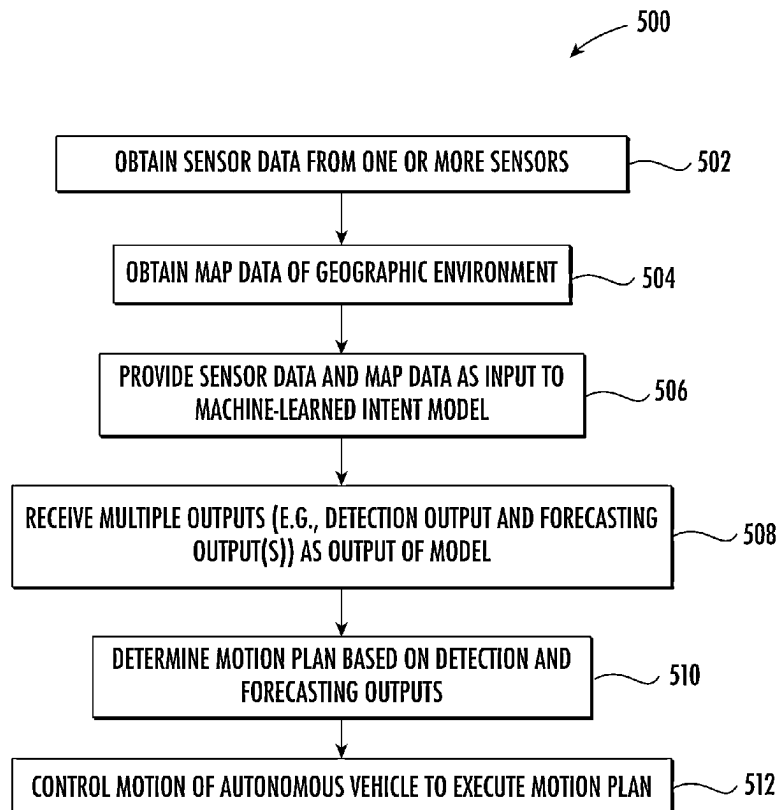 500
OBTAIN SENSOR DATA FROM ONE OR MORE SENSORS
502
OBTAIN MAP DATA OF GEOGRAPHIC ENVIRONMENT
504
PROVIDE SENSOR DATA AND MAP DATA AS INPUT TO
MACHINE-LEARNED INTENT MODEL
506
RECEIVE MULTIPLE OUTPUTS (E.G., DETECTION OUTPUT AND FORECASTING
OUTPUT(S)) AS OUTPUT OF MODEL
508
DETERMINE MOTION PLAN BASED ON DETECTION AND
FORECASTING OUTPUTS
510
CONTROL MOTION OF AUTONOMOUS VEHICLE TO EXECUTE MOTION PLAN
512